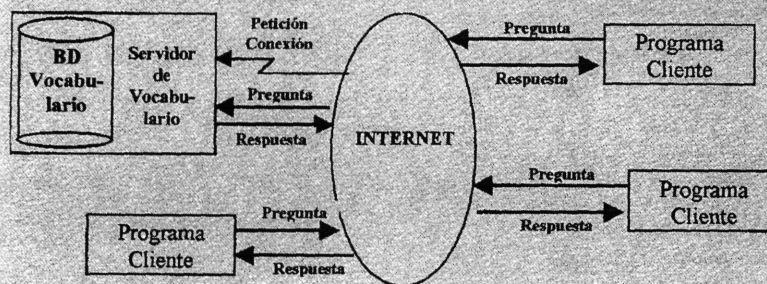 BD
Vocabu-
lario
Servidor
de
Vocabu-
lario
Petición
Conexión
Pregunta
Respuesta
INTERNET
Pregunta
Respuesta
Programa
Cliente
Pregunta
Respuesta
Programa
Cliente
Programa
Cliente
Pregunta
Respuesta